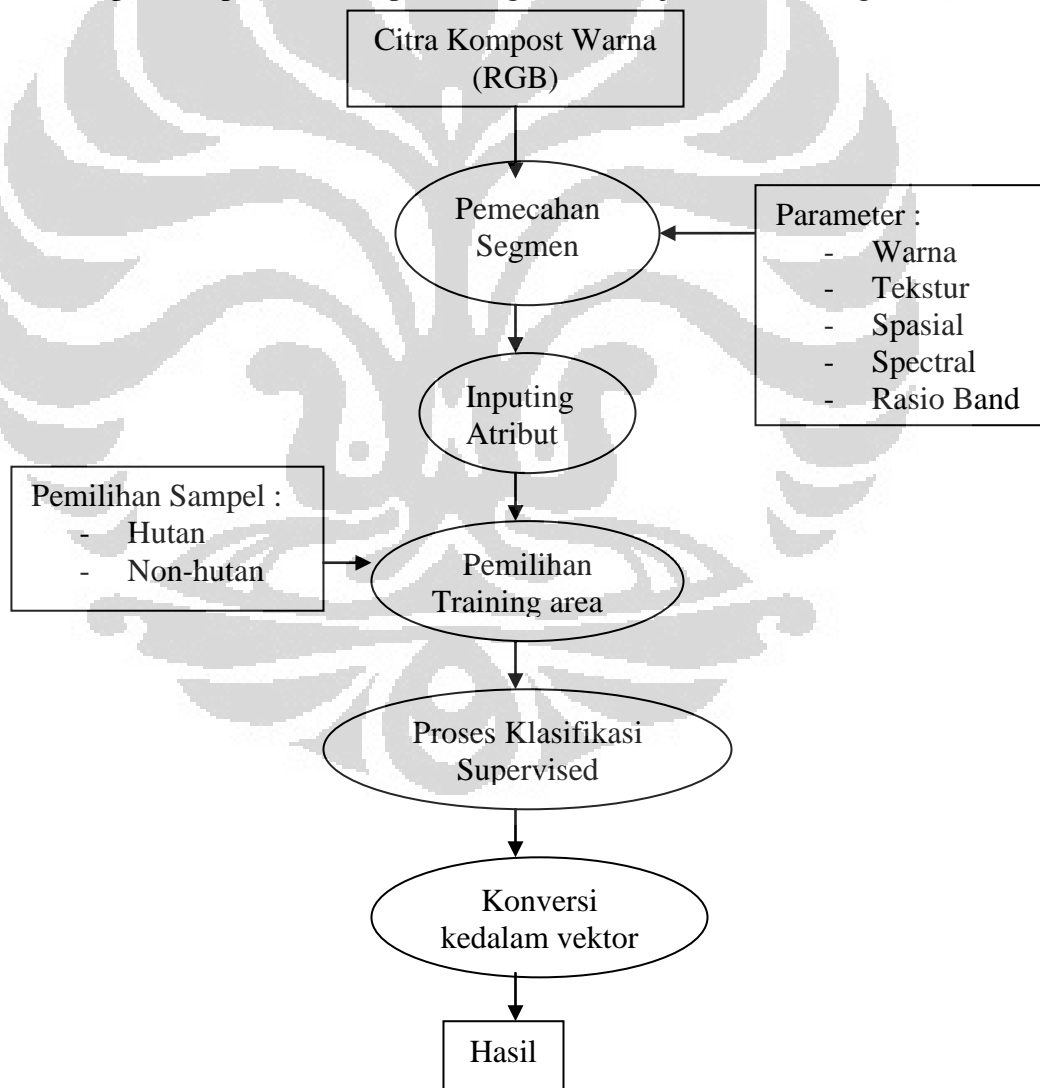 Citra Kompost Warna
(RGB)
Pemecahan
Segmen
Parameter :
- Warna
- Tekstur
- Spasial
- Spectral
- Rasio Band
Inputing
Atribut
Pemilihan Sampel :
- Hutan
- Non-hutan
Pemilihan
Training area
Proses Klasifikasi
Supervised
Konversi
kedalam vektor
Hasil